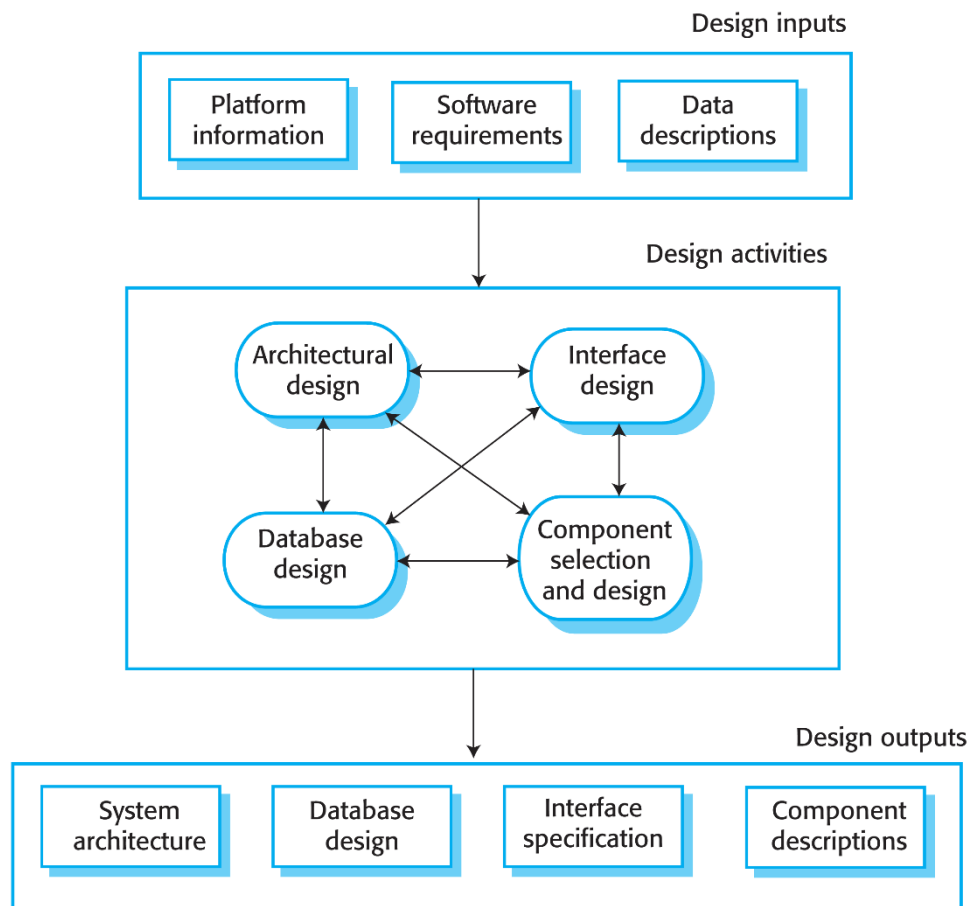 Design inputs
Platform
information
Software
requirements
Data
descriptions
Design activities
Architectural
design
Interface
design
Database
design
Component
selection
and design
Design outputs
System
architecture
Database
design
Interface
specification
Component
descriptions